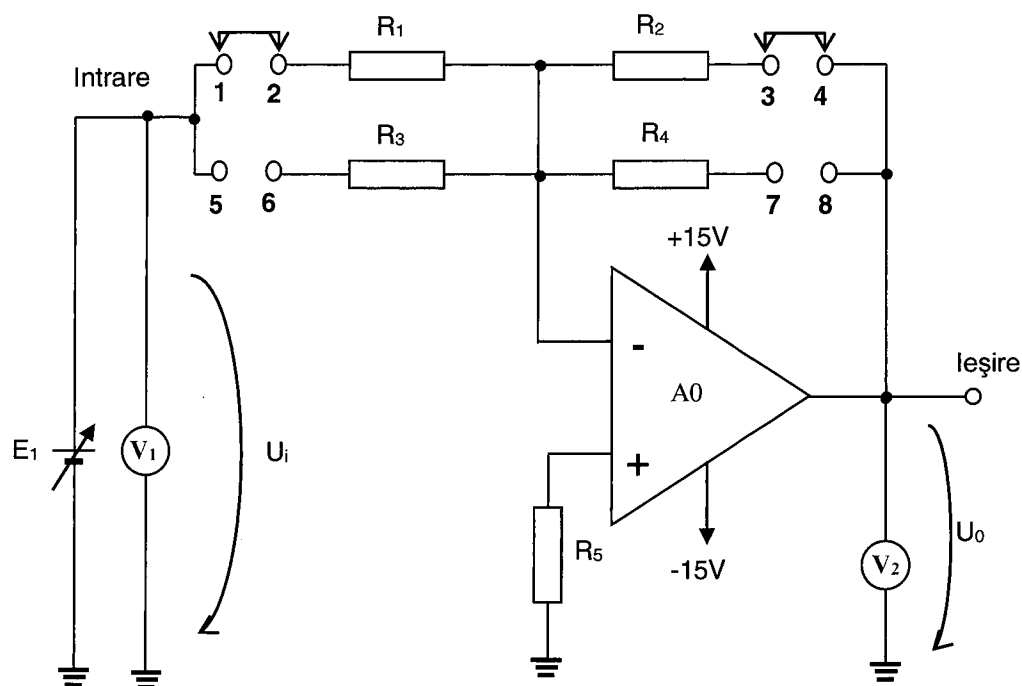 R₁
R₂
Intrare
1
2
3
4
R₃
R₄
5
6
7
8
+15V
-
Ieşire
A0
E₁
V₁
Uᵢ
+
R₅
-15V
V₂
U₀